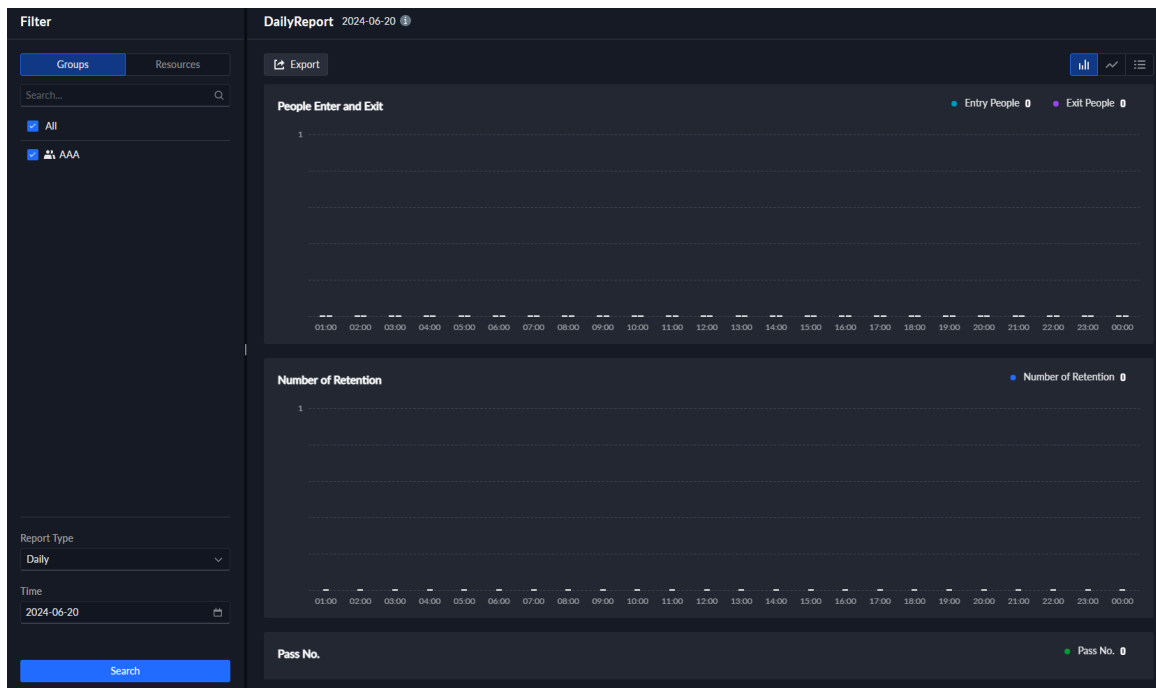 Filter
Groups Resources
Search...
All
AAA
Report Type
Daily
Time
2024-06-20
Search
DailyReport 2024-06-20
Export
People Enter and Exit
Entry People 0 Exit People 0
1
01:00 02:00 03:00 04:00 05:00 06:00 07:00 08:00 09:00 10:00 11:00 12:00 13:00 14:00 15:00 16:00 17:00 18:00 19:00 20:00 21:00 22:00 23:00 00:00
Number of Retention
Number of Retention 0
1
01:00 02:00 03:00 04:00 05:00 06:00 07:00 08:00 09:00 10:00 11:00 12:00 13:00 14:00 15:00 16:00 17:00 18:00 19:00 20:00 21:00 22:00 23:00 00:00
Pass No.
Pass No. 0